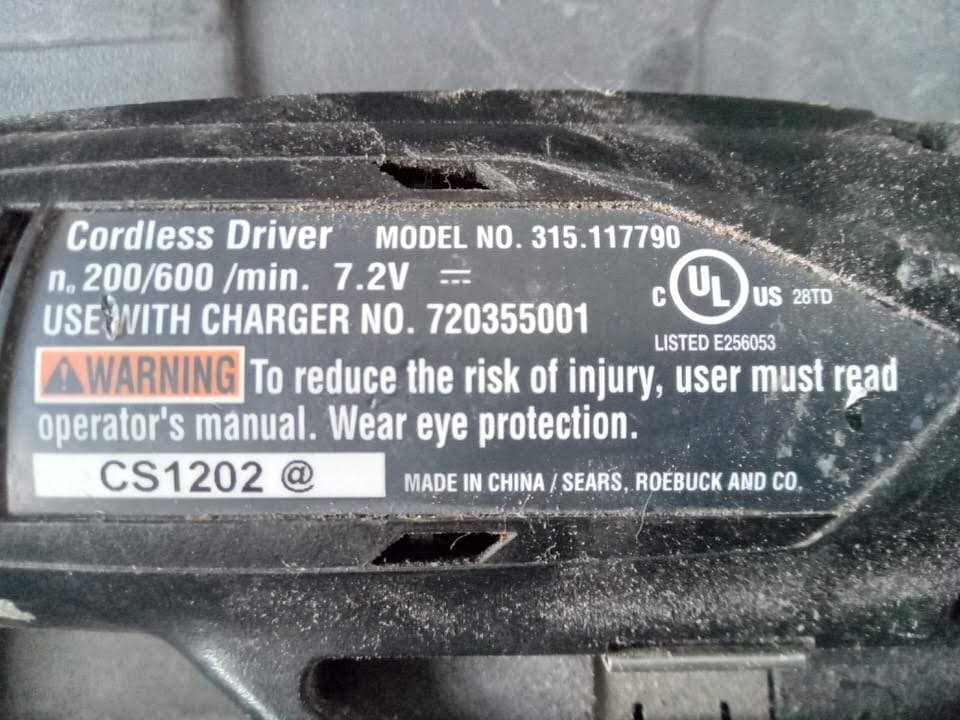 Cordless Driver MODEL NO. 315.117790
n₀ 200/600 /min. 7.2V ⎓
USE WITH CHARGER NO. 720355001
C UL US 28TD
LISTED E256053
WARNING To reduce the risk of injury, user must read
operator's manual. Wear eye protection.
CS1202 @
MADE IN CHINA / SEARS, ROEBUCK AND CO.